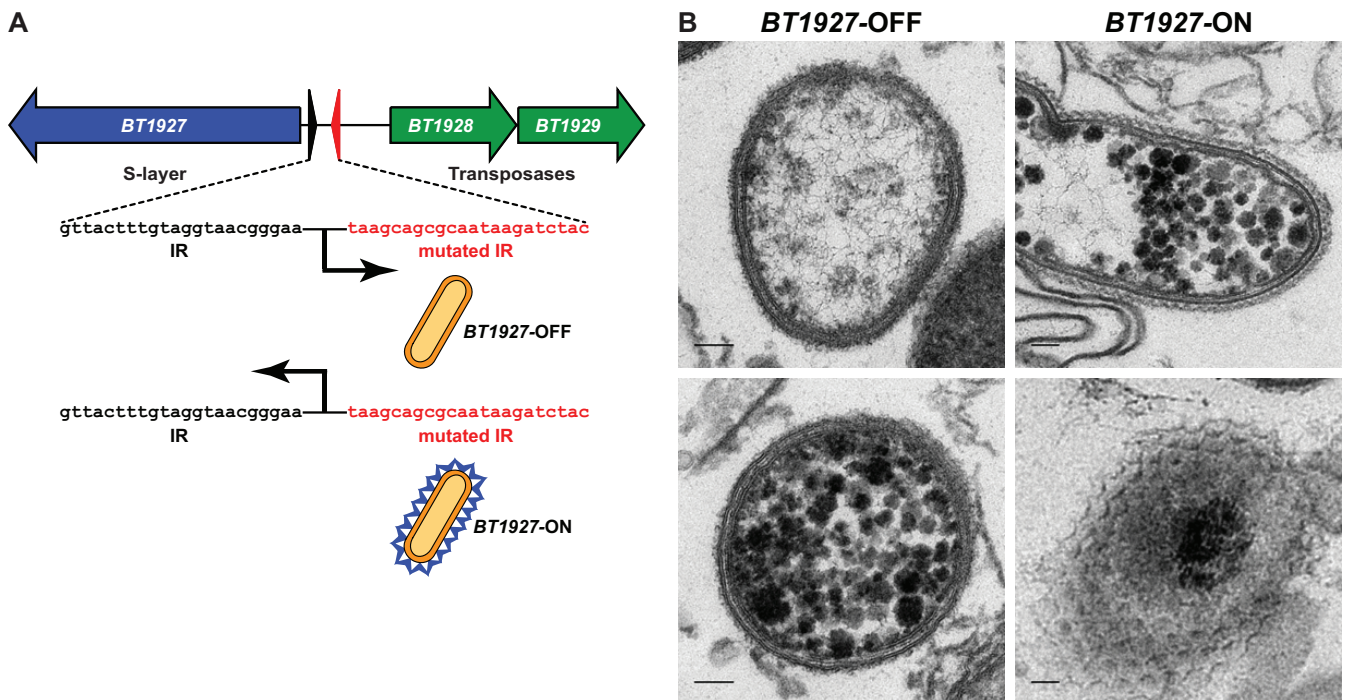 A
BT1927
BT1928
BT1929
S-layer
Transposases
gttactttgtaggtaacgggaa
taagcagcgcaataagatctac
IR
mutated IR
BT1927-OFF
gttactttgtaggtaacgggaa
taagcagcgcaataagatctac
IR
mutated IR
BT1927-ON
B
BT1927-OFF
BT1927-ON